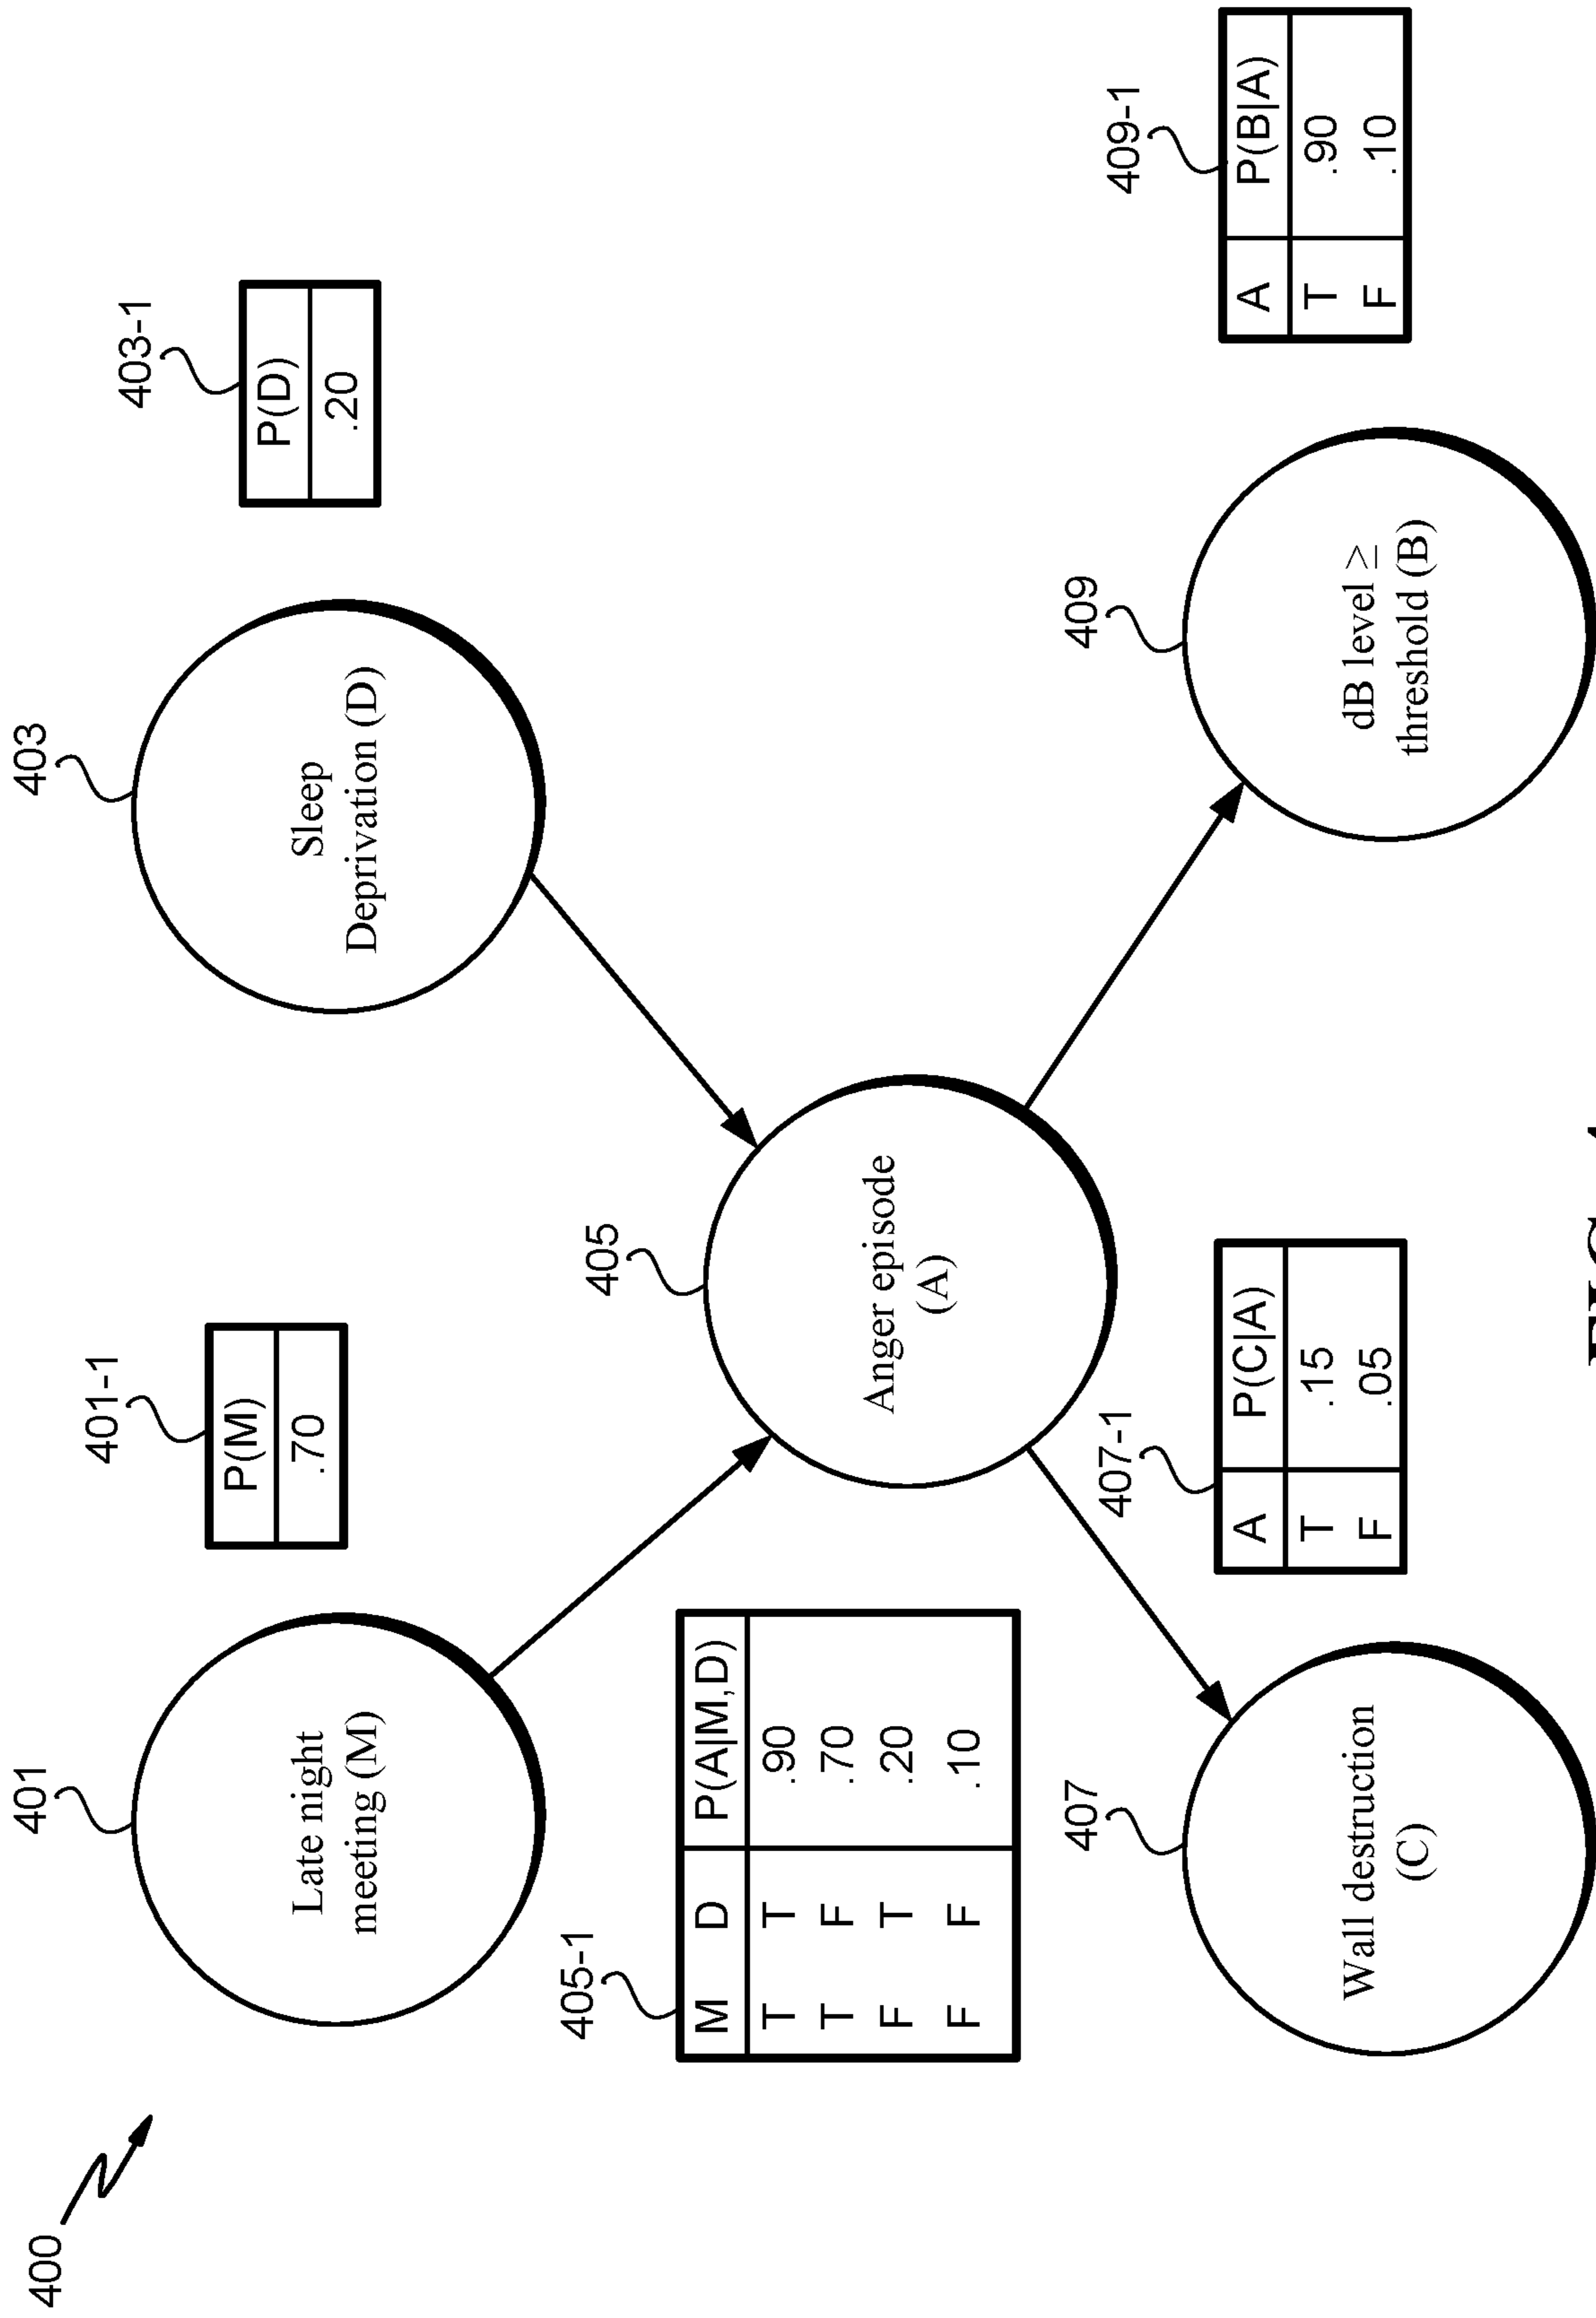 400
401
Late night
meeting (M)
401-1
P(M)
.70
403
Sleep
Deprivation (D)
403-1
P(D)
.20
405-1
M D P(A|M,D)
T T .90
T F .70
F T .20
F F .10
405
Anger episode
(A)
407
Wall destruction
(C)
407-1
A P(C|A)
T .15
F .05
409
dB level ≥
threshold (B)
409-1
A P(B|A)
T .90
F .10
FIG.